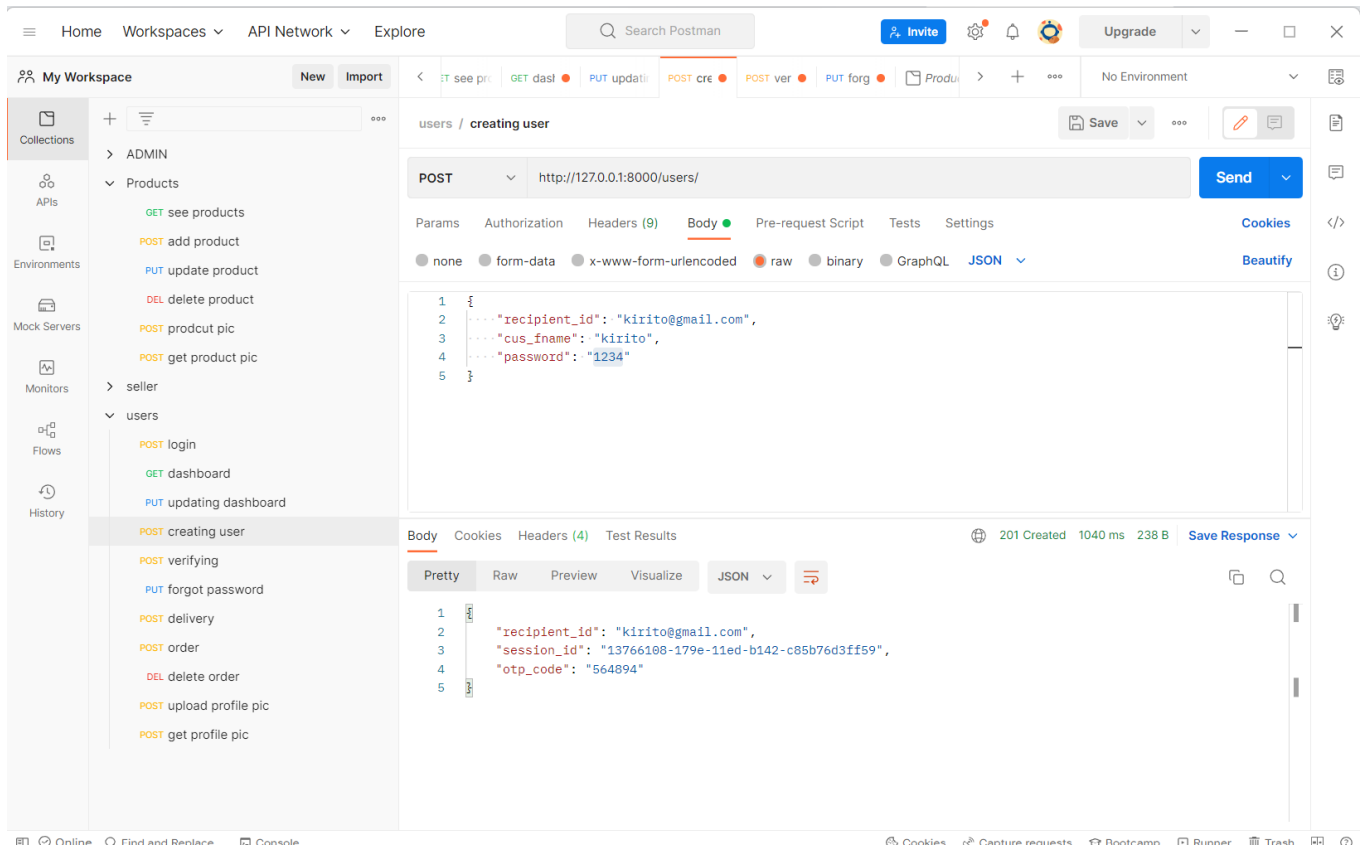 Home Workspaces API Network Explore Search Postman Invite Upgrade
My Workspace New Import
GET dash PUT updati POST cre POST ver PUT forg Produ No Environment
Collections
APIs
Environments
Mock Servers
Monitors
Flows
History
ADMIN
Products
GET see products
POST add product
PUT update product
DEL delete product
POST prodcut pic
POST get product pic
seller
users
POST login
GET dashboard
PUT updating dashboard
POST creating user
POST verifying
PUT forgot password
POST delivery
POST order
DEL delete order
POST upload profile pic
POST get profile pic
users / creating user Save
POST http://127.0.0.1:8000/users/ Send
Params Authorization Headers (9) Body Pre-request Script Tests Settings Cookies
none form-data x-www-form-urlencoded raw binary GraphQL JSON Beautify
1 {
2 "recipient_id": "kirito@gmail.com",
3 "cus_fname": "kirito",
4 "password": "1234"
5 }
Body Cookies Headers (4) Test Results 201 Created 1040 ms 238 B Save Response
Pretty Raw Preview Visualize JSON
1 {
2 "recipient_id": "kirito@gmail.com",
3 "session_id": "13766108-179e-11ed-b142-c85b76d3ff59",
4 "otp_code": "564894"
5 }
Online Find and Replace Console Cookies Capture requests Bootcamp Runner Trash